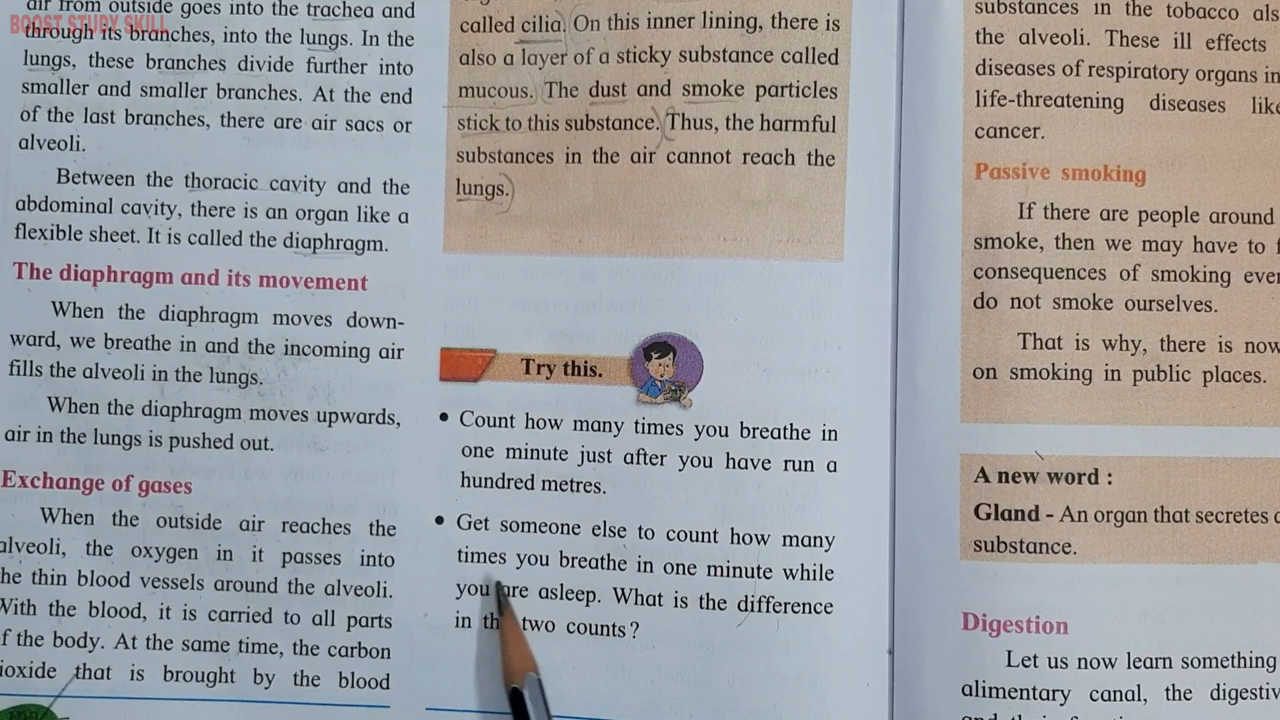 BOOST STUDY SKILL
air from outside goes into the trachea and
through its branches, into the lungs. In the
lungs, these branches divide further into
smaller and smaller branches. At the end
of the last branches, there are air sacs or
alveoli.
Between the thoracic cavity and the
abdominal cavity, there is an organ like a
flexible sheet. It is called the diaphragm.
The diaphragm and its movement
When the diaphragm moves down-
ward, we breathe in and the incoming air
fills the alveoli in the lungs.
When the diaphragm moves upwards,
air in the lungs is pushed out.
Exchange of gases
When the outside air reaches the
alveoli, the oxygen in it passes into
he thin blood vessels around the alveoli.
With the blood, it is carried to all parts
f the body. At the same time, the carbon
ioxide that is brought by the blood
called cilia. On this inner lining, there is
also a layer of a sticky substance called
mucous. The dust and smoke particles
stick to this substance. Thus, the harmful
substances in the air cannot reach the
lungs.
Try this.
• Count how many times you breathe in
one minute just after you have run a
hundred metres.
• Get someone else to count how many
times you breathe in one minute while
you are asleep. What is the difference
in two counts?
substances in the tobacco als
the alveoli. These ill effects
diseases of respiratory organs in
life-threatening diseases like
cancer.
Passive smoking
If there are people around
smoke, then we may have to
consequences of smoking even
do not smoke ourselves.
That is why, there is now
on smoking in public places.
A new word :
Gland - An organ that secretes
substance.
Digestion
Let us now learn something
alimentary canal, the digestiv